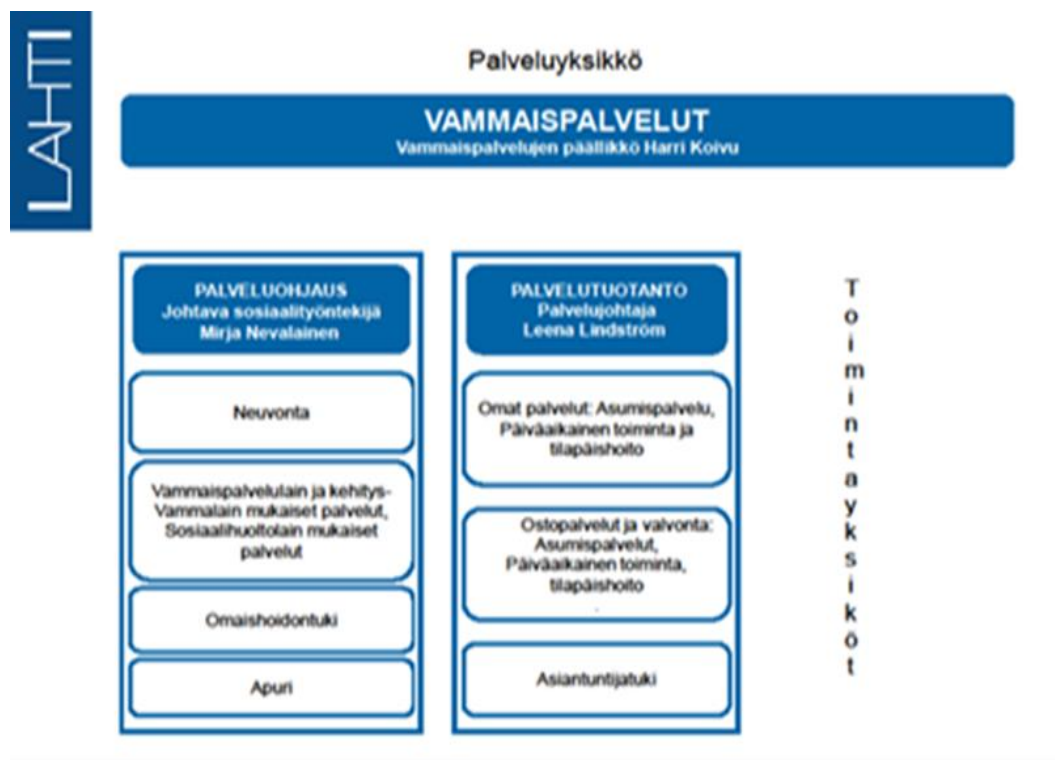 LAHTI
Palveluyksikkö
VAMMAISPALVELUT
Vammaispalvelujen päällikkö Harri Koivu
PALVELUOHJAUS
Johtava sosiaalityöntekijä
Mirja Nevalainen
Neuvonta
Vammaispalvelulain ja kehitys-
Vammalain mukaiset palvelut,
Sosiaalihuoltolain mukaiset
palvelut
Omaishoidontuki
Apuri
PALVELUTUOTANTO
Palvelujohtaja
Leena Lindström
Omat palvelut: Asumispalvelu,
Päiväaikainen toiminta ja
tilapäishoito
Ostopalvelut ja valvonta:
Asumispalvelut,
Päiväaikainen toiminta,
tilapäishoito
.
Asiantuntijatuki
Toimintayksiköt